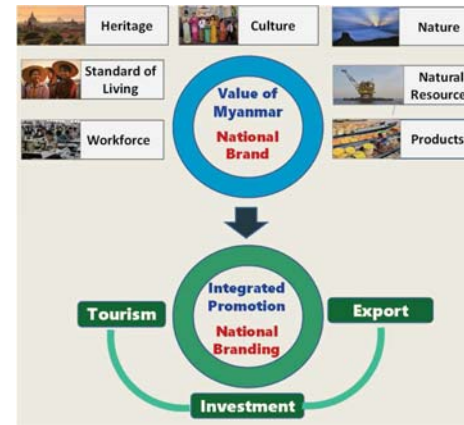 Heritage
Culture
Nature
Standard of
Living
Natural
Resource
Workforce
Products
Value of
Myanmar
National
Brand
Integrated
Promotion
National
Branding
Tourism
Export
Investment